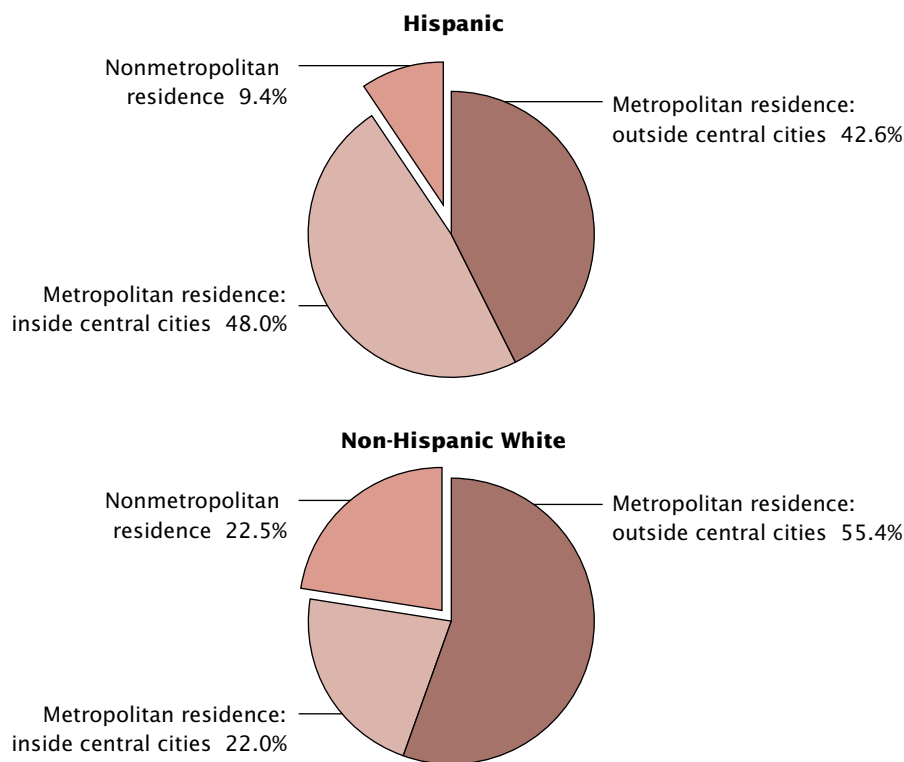 Hispanic
Nonmetropolitan
residence 9.4%
Metropolitan residence:
outside central cities 42.6%
Metropolitan residence:
inside central cities 48.0%
Non-Hispanic White
Nonmetropolitan
residence 22.5%
Metropolitan residence:
outside central cities 55.4%
Metropolitan residence:
inside central cities 22.0%